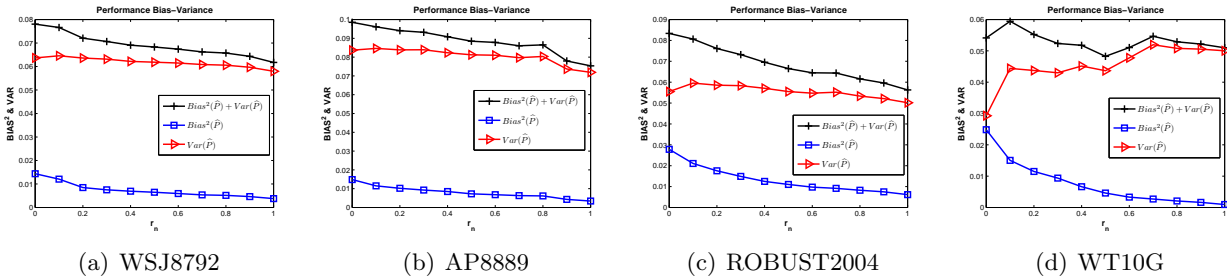 Performance Bias−Variance
0.08
0.07
0.06
0.05
0.04
0.03
0.02
0.01
0
BIAS² & VAR
Bias²(P̂) + Var(P̂)
Bias²(P̂)
Var(P̂)
0 0.2 0.4 0.6 0.8 1
rₙ
(a) WSJ8792
Performance Bias−Variance
0.1
0.09
0.08
0.07
0.06
0.05
0.04
0.03
0.02
0.01
0
BIAS² & VAR
Bias²(P̂) + Var(P̂)
Bias²(P̂)
Var(P̂)
0 0.2 0.4 0.6 0.8 1
rₙ
(b) AP8889
Performance Bias−Variance
0.09
0.08
0.07
0.06
0.05
0.04
0.03
0.02
0.01
0
BIAS² & VAR
Bias²(P̂) + Var(P̂)
Bias²(P̂)
Var(P̂)
0 0.2 0.4 0.6 0.8 1
rₙ
(c) ROBUST2004
Performance Bias−Variance
0.06
0.05
0.04
0.03
0.02
0.01
0
BIAS² & VAR
Bias²(P̂) + Var(P̂)
Bias²(P̂)
Var(P̂)
0 0.2 0.4 0.6 0.8 1
rₙ
(d) WT10G